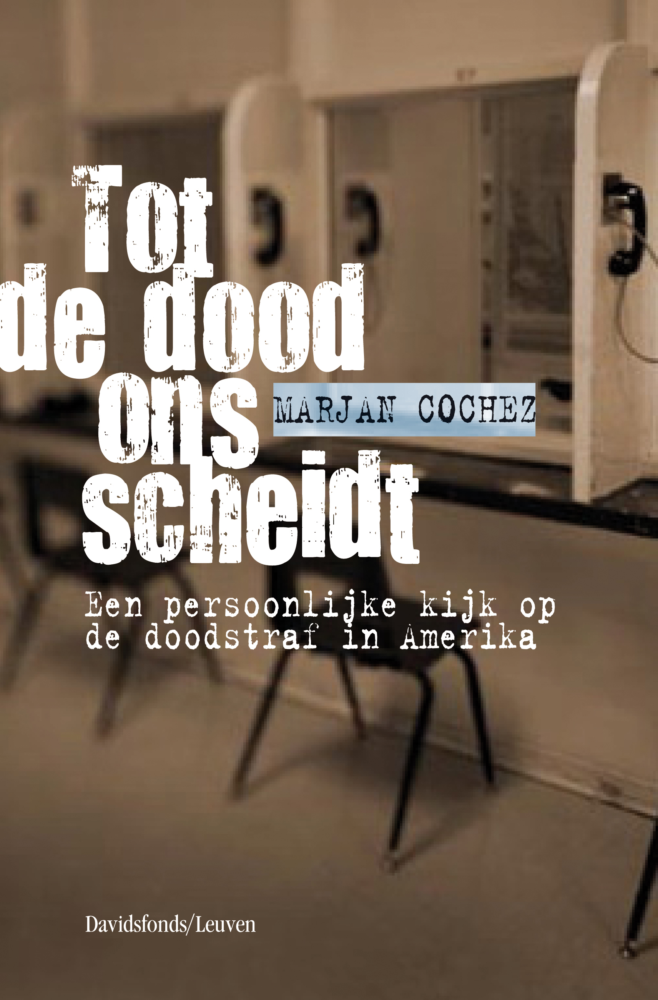 Tot
de dood
ons
MARJAN COCHEZ
scheidt
Een persoonlijke kijk op
de doodstraf in Amerika
Davidsfonds/Leuven